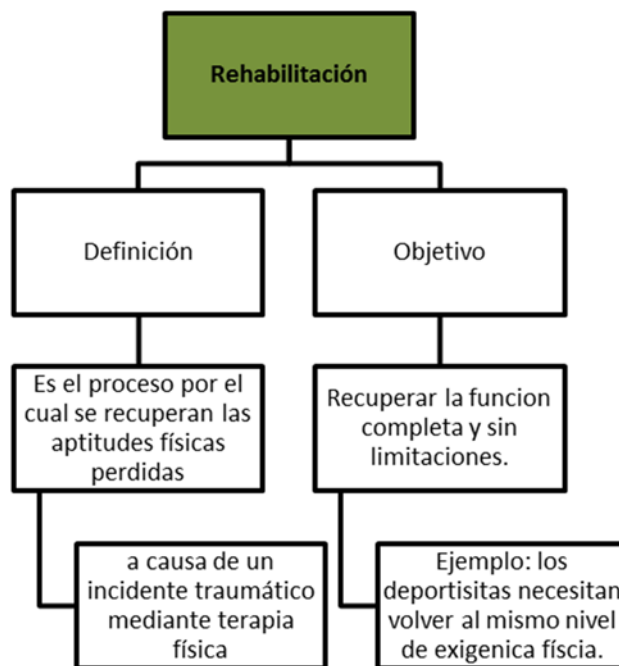 Rehabilitación
Definición
Objetivo
Es el proceso por el
cual se recuperan las
aptitudes físicas
perdidas
Recuperar la funcion
completa y sin
limitaciones.
a causa de un
incidente traumático
mediante terapia
física
Ejemplo: los
deportisitas necesitan
volver al mismo nivel
de exigenica físcia.